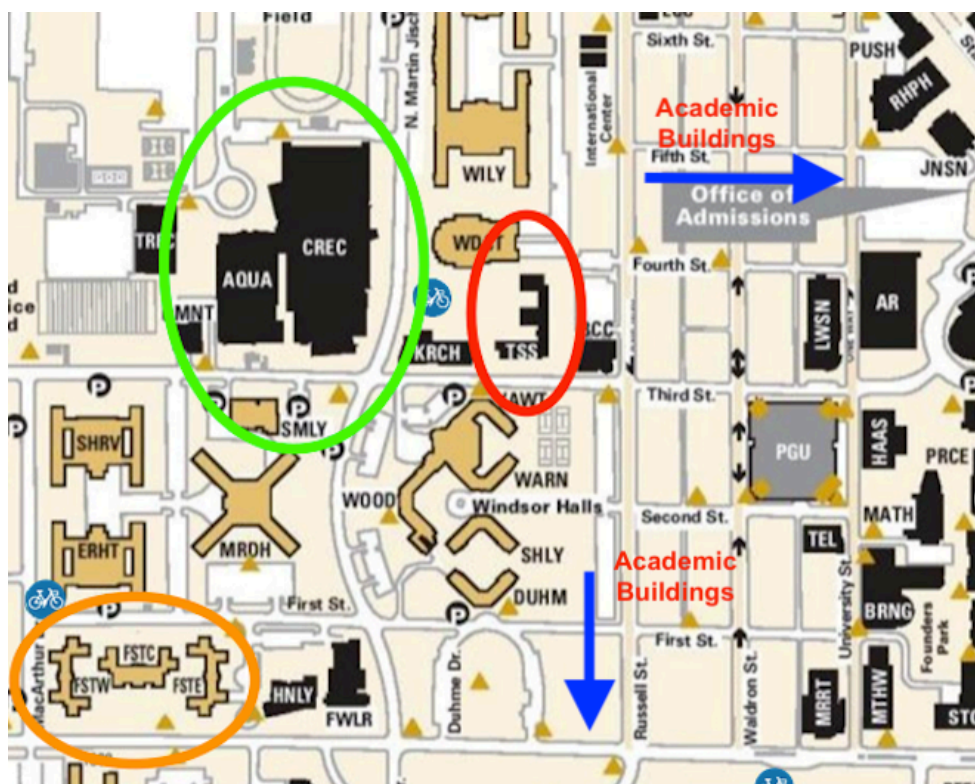 Field
N. Martin Jisch
Sixth St.
PUSH
RHPH
International
Center
Academic
Buildings
WILY
Fifth St.
JNSN
Office of
Admissions
TREC
CREC
AQUA
Fourth St.
AR
LWSN
KRCH
TSS
Third St.
SMLY
SHRV
HAAS
PGU
PRCE
WARN
WOOD
Windsor Halls
Second St.
MATH
TEL
ERHT
MRDH
SHLY
Academic
Buildings
DUHM
First St.
First St.
BRNG
University St.
Founders
Park
MacArthur
FSTC
FSTW
FSTE
HNLY
FWLR
Duhme Dr.
Russell St.
Waldron St.
MRRT
MTHW